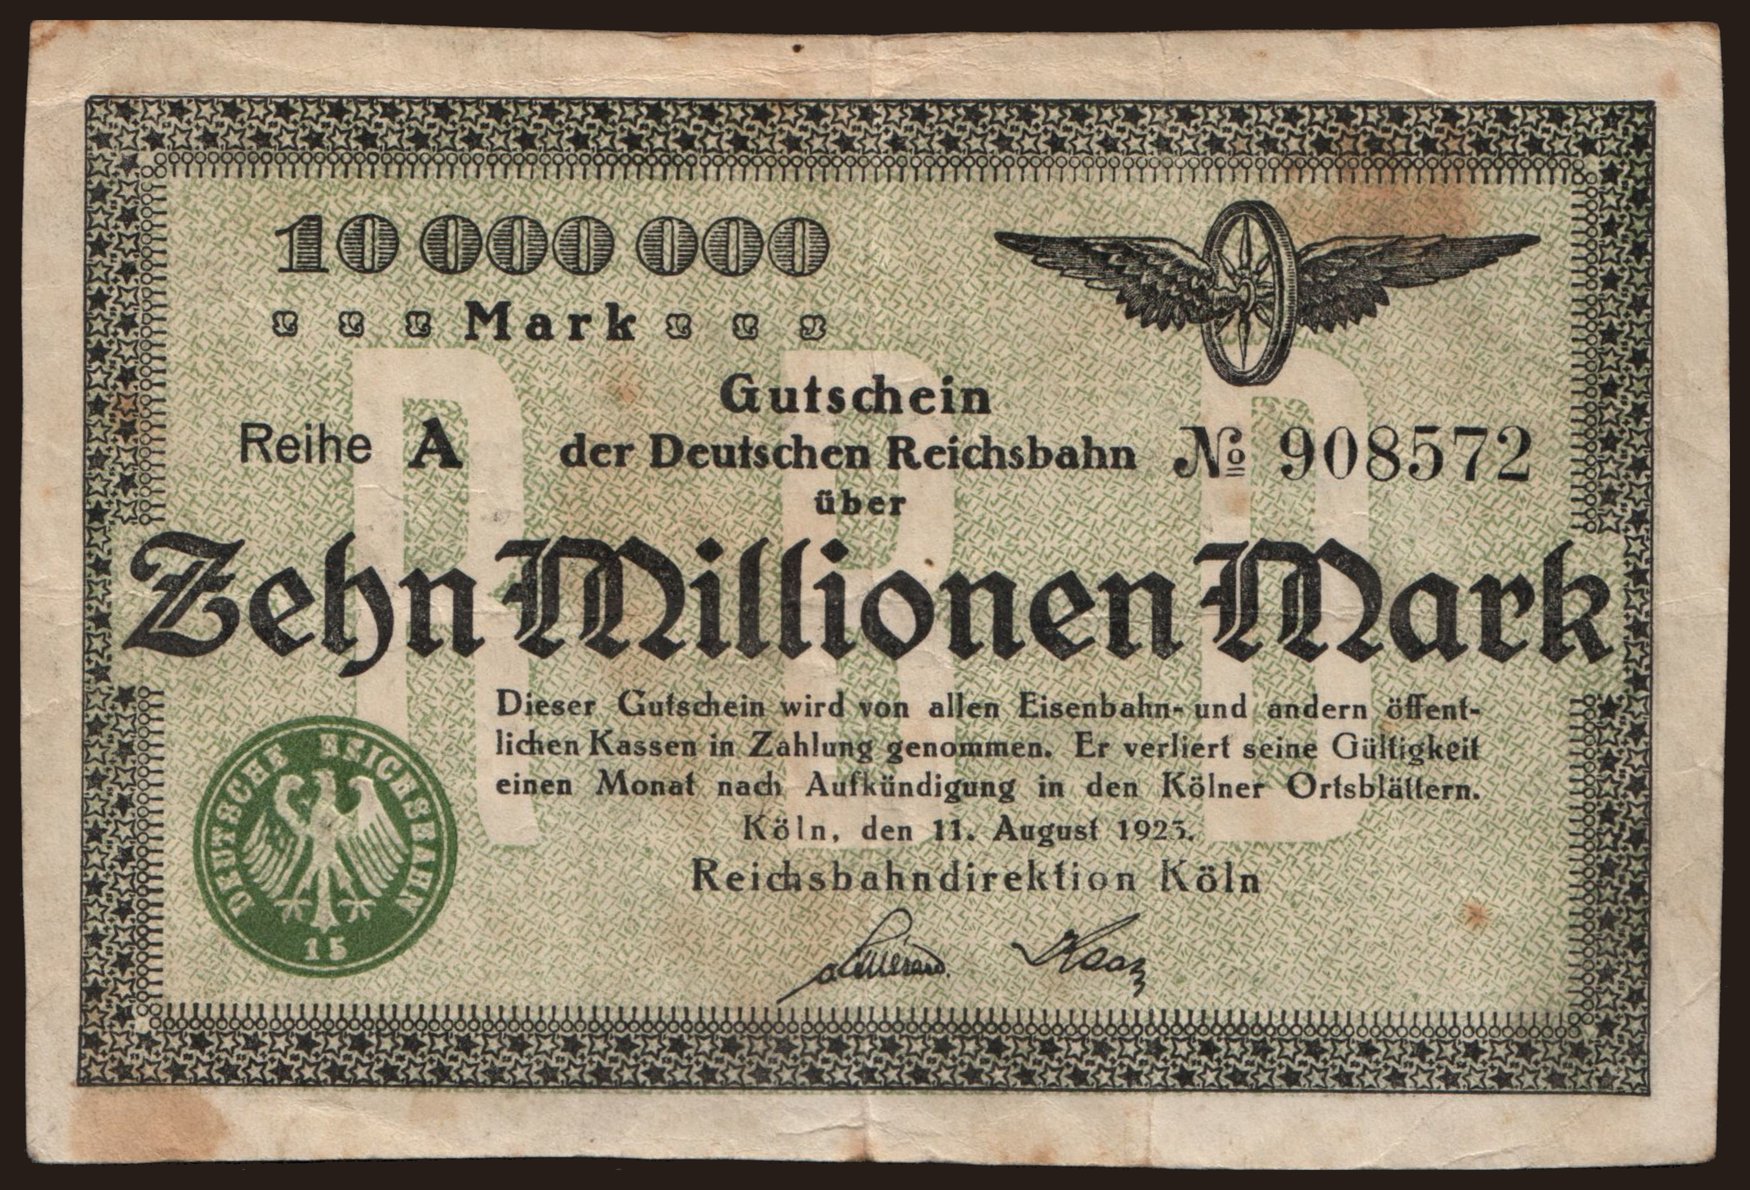 10 000 000
Mark
Gutschein
Reihe A
der Deutschen Reichsbahn
№ 908572
über
Zehn Millionen Mark
Dieser Gutschein wird von allen Eisenbahn- und andern öffent-
lichen Kassen in Zahlung genommen. Er verliert seine Gültigkeit
einen Monat nach Aufkündigung in den Kölner Ortsblättern.
Köln, den 11. August 1923.
Reichsbahndirektion Köln
DEUTSCHE REICHSBAHN
15
RBD